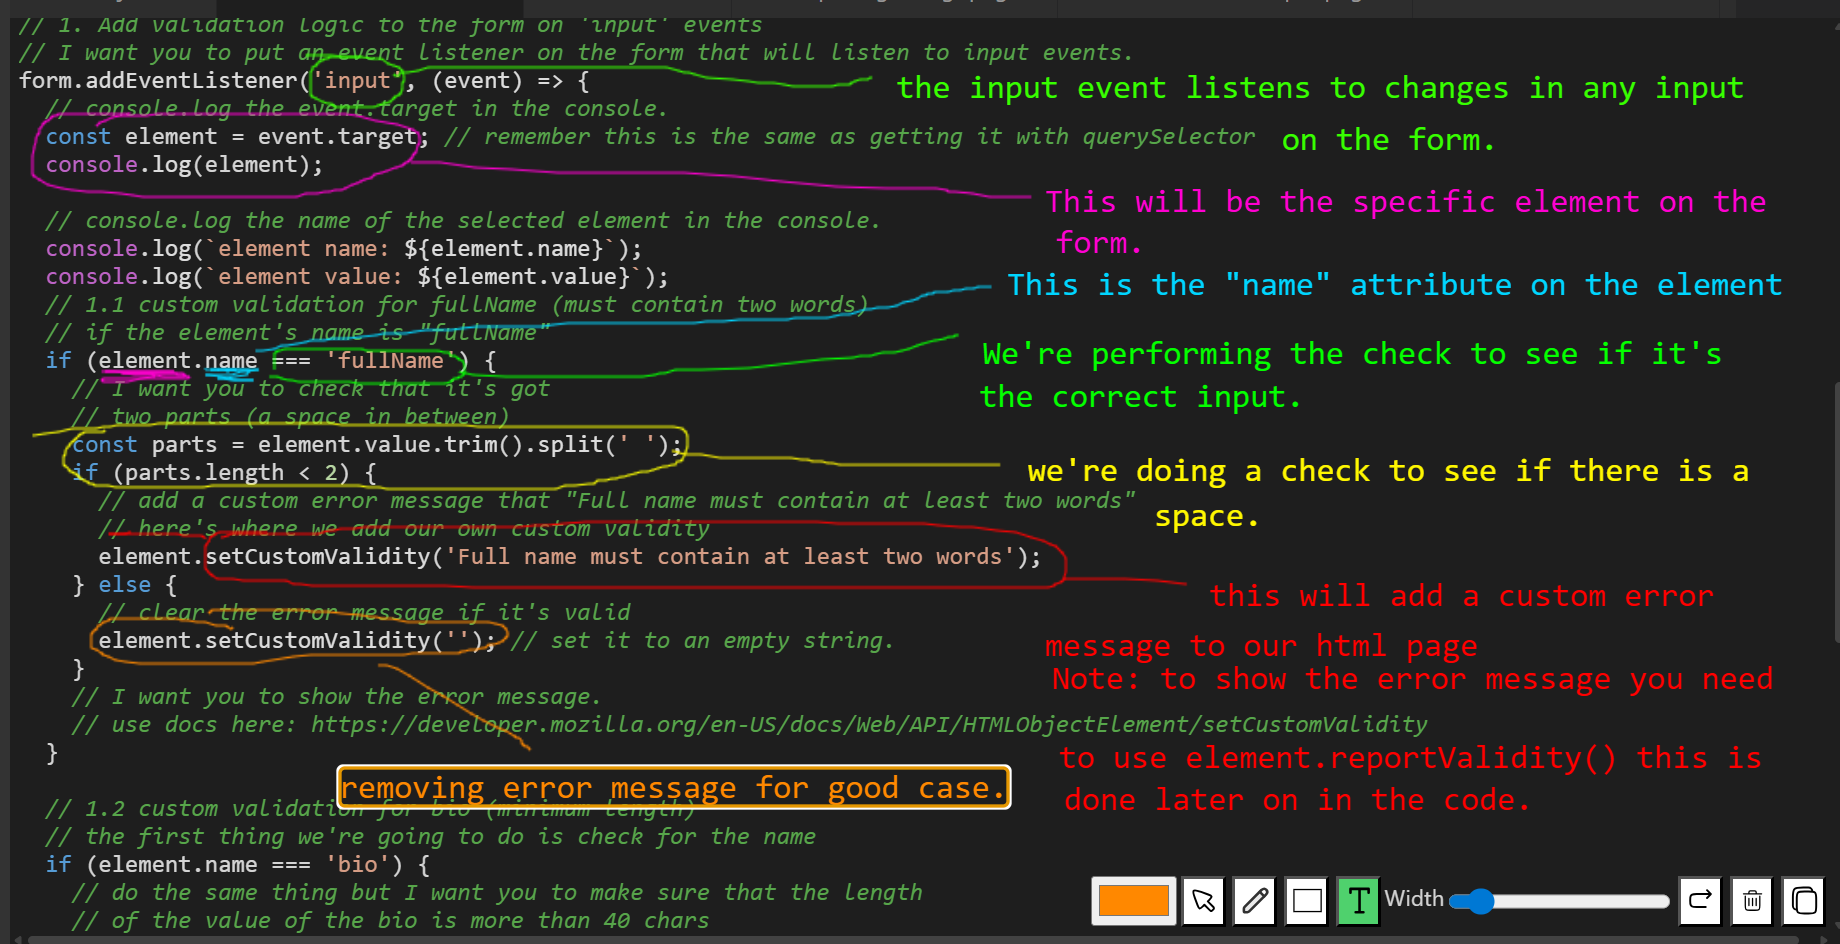 // 1. Add validation logic to the form on 'input' events
// I want you to put an event listener on the form that will listen to input events.
form.addEventListener('input', (event) => {
the input event listens to changes in any input
on the form.
// console.log the event.target in the console.
const element = event.target; // remember this is the same as getting it with querySelector
console.log(element);
This will be the specific element on the
form.
// console.log the name of the selected element in the console.
console.log(`element name: ${element.name}`);
console.log(`element value: ${element.value}`);
This is the "name" attribute on the element
// 1.1 custom validation for fullName (must contain two words)
// if the element's name is "fullName"
if (element.name === 'fullName') {
We're performing the check to see if it's
the correct input.
// I want you to check that it's got
// two parts (a space in between)
const parts = element.value.trim().split(' ');
if (parts.length < 2) {
we're doing a check to see if there is a
space.
// add a custom error message that "Full name must contain at least two words"
// here's where we add our own custom validity
element.setCustomValidity('Full name must contain at least two words');
} else {
this will add a custom error
message to our html page
Note: to show the error message you need
to use element.reportValidity() this is
done later on in the code.
// clear the error message if it's valid
element.setCustomValidity(''); // set it to an empty string.
}
// I want you to show the error message.
// use docs here: https://developer.mozilla.org/en-US/docs/Web/API/HTMLObjectElement/setCustomValidity
}
removing error message for good case.
// 1.2 custom validation for bio (minimum length)
// the first thing we're going to do is check for the name
if (element.name === 'bio') {
// do the same thing but I want you to make sure that the length
// of the value of the bio is more than 40 chars
T Width